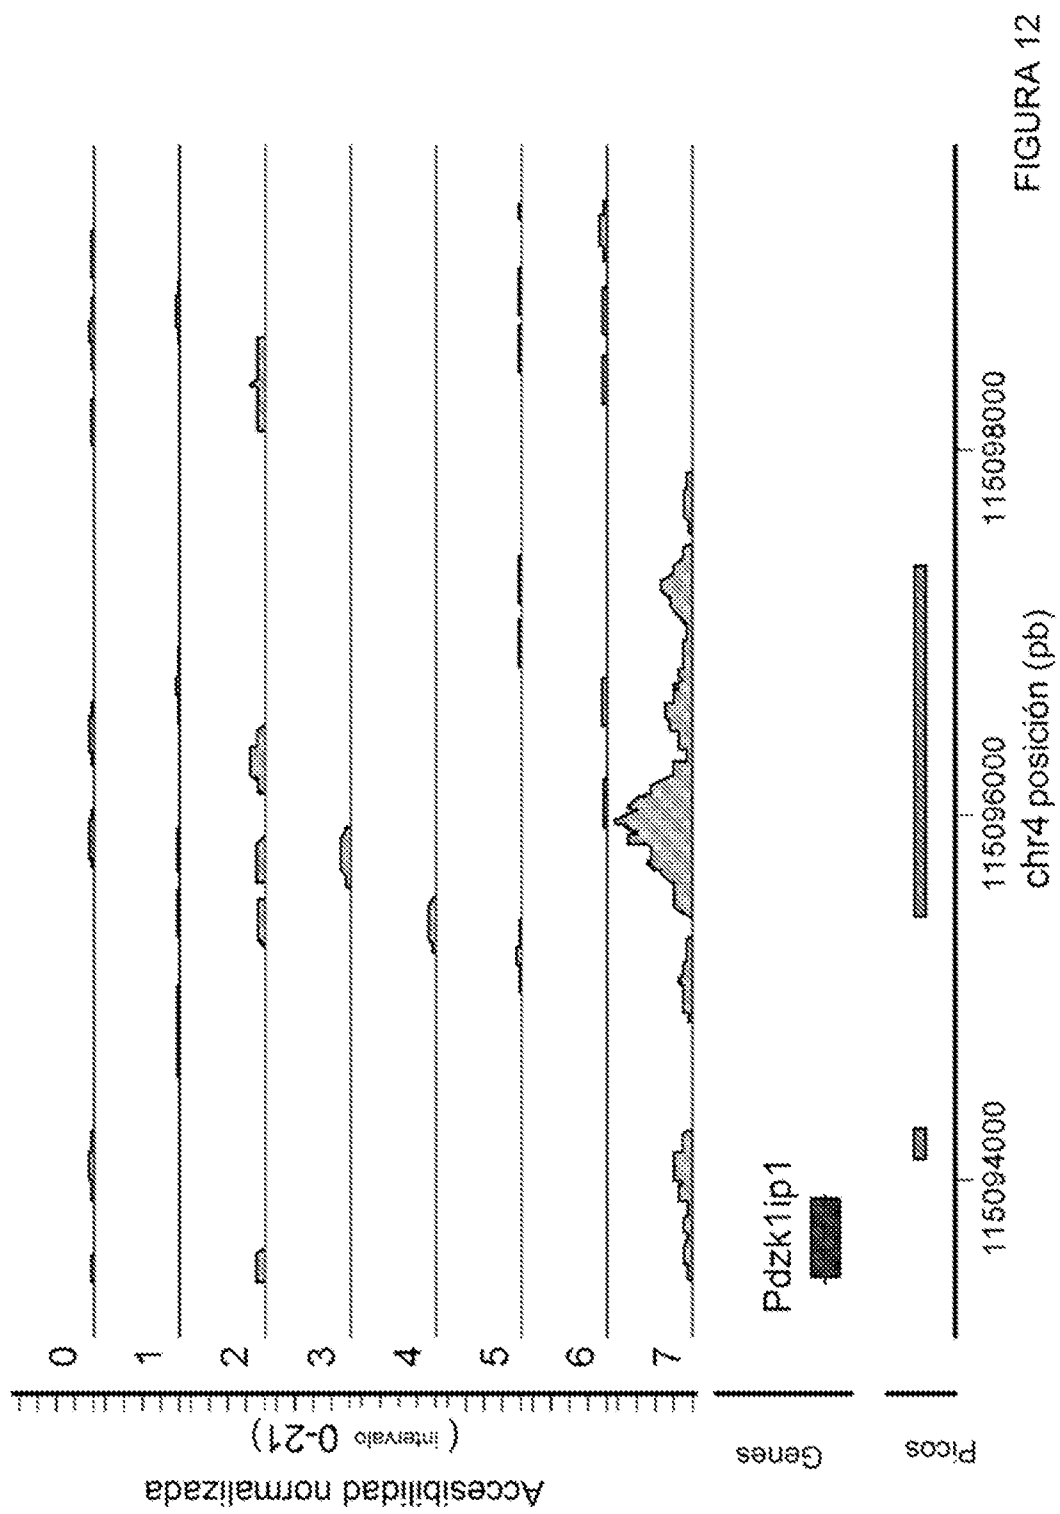 Accesibilidad normalizada
( intervalo 0-21)
0
1
2
3
4
5
6
7
Genes
Pdzk1ip1
Picos
115094000
115096000
115098000
chr4 posición (pb)
FIGURA 12